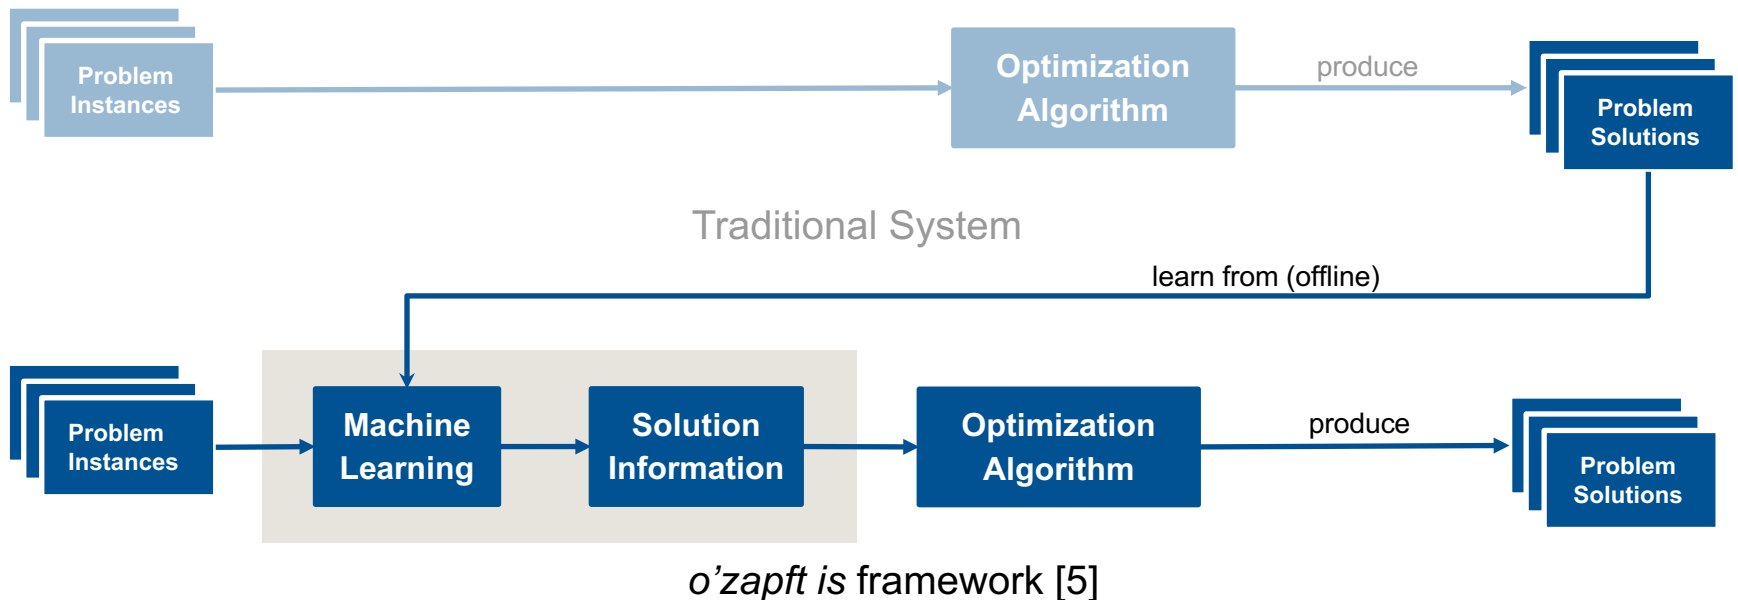 Problem
Instances
Optimization
Algorithm
produce
Problem
Solutions
Traditional System
learn from (offline)
Problem
Instances
Machine
Learning
Solution
Information
Optimization
Algorithm
produce
Problem
Solutions
o’zapft is framework [5]